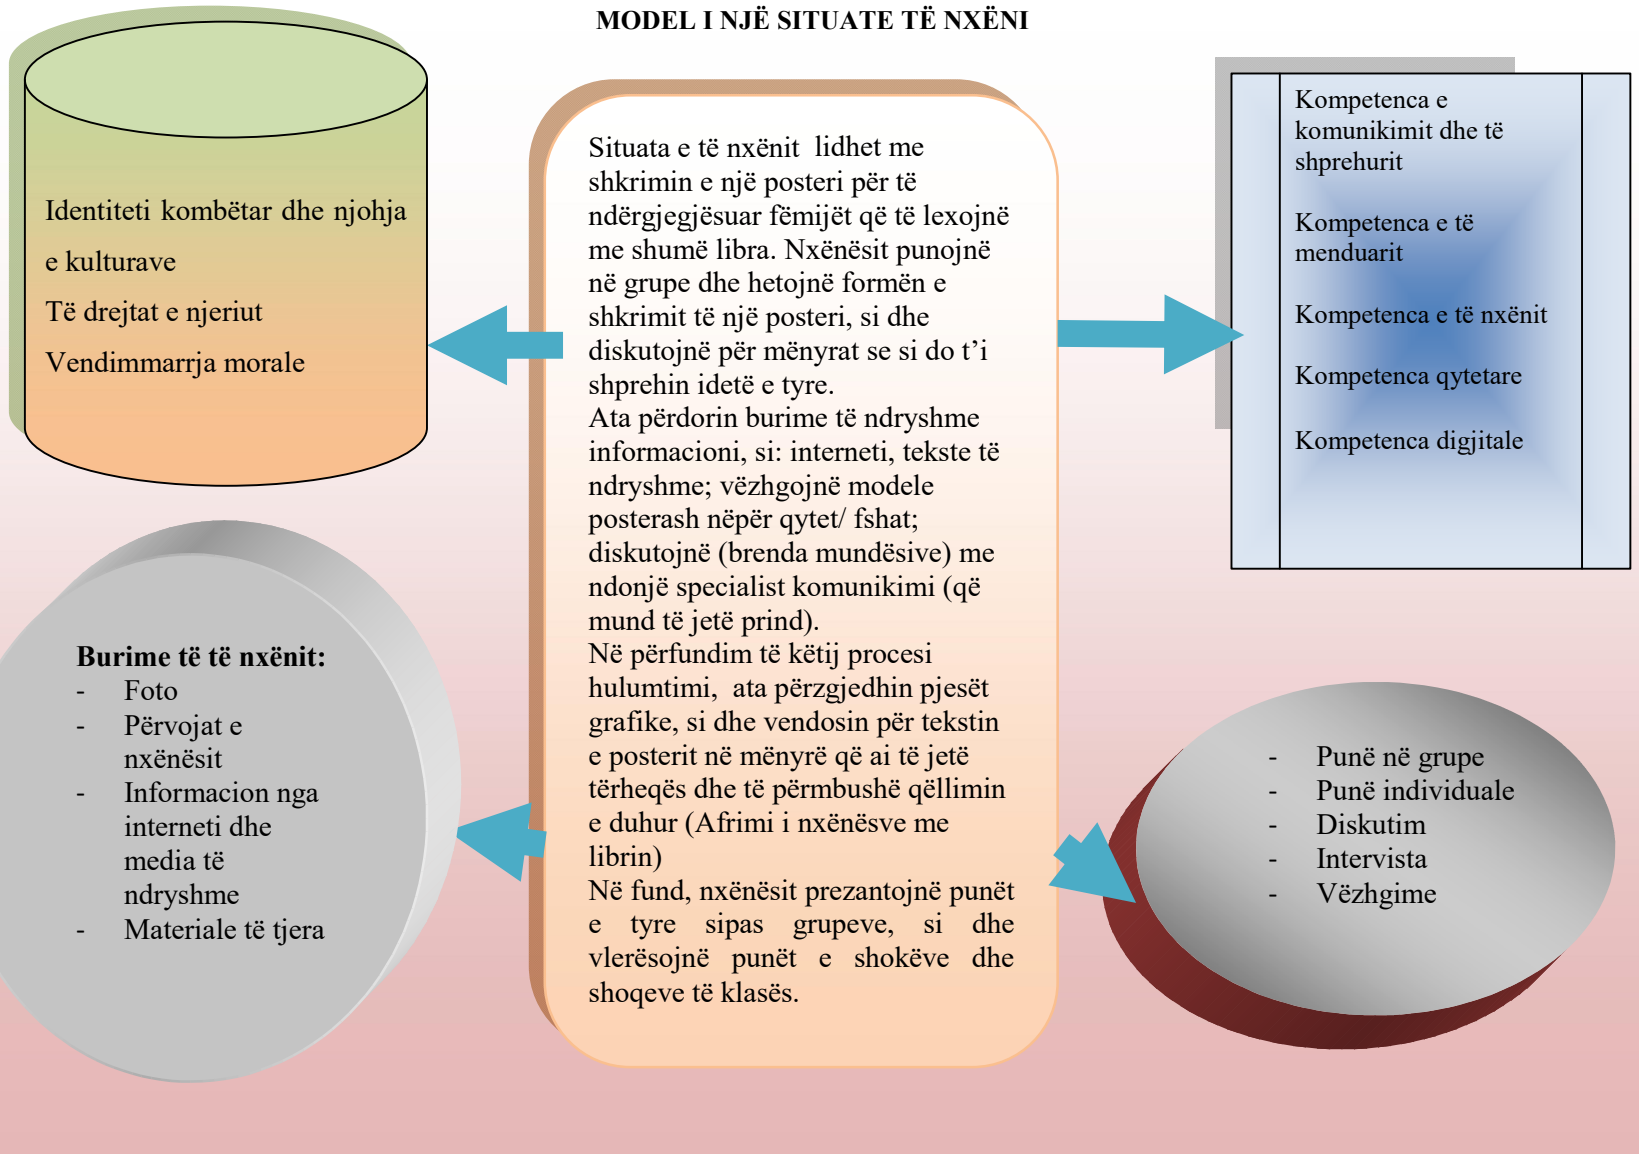 MODEL I NJË SITUATE TË NXËNI
Identiteti kombëtar dhe njohja
e kulturave
Të drejtat e njeriut
Vendimmarrja morale
Situata e të nxënit lidhet me
shkrimin e një posteri për të
ndërgjegjësuar fëmijët që të lexojnë
me shumë libra. Nxënësit punojnë
në grupe dhe hetojnë formën e
shkrimit të një posteri, si dhe
diskutojnë për mënyrat se si do t’i
shprehin idetë e tyre.
Ata përdorin burime të ndryshme
informacioni, si: interneti, tekste të
ndryshme; vëzhgojnë modele
posterash nëpër qytet/ fshat;
diskutojnë (brenda mundësive) me
ndonjë specialist komunikimi (që
mund të jetë prind).
Në përfundim të këtij procesi
hulumtimi, ata përzgjedhin pjesët
grafike, si dhe vendosin për tekstin
e posterit në mënyrë që ai të jetë
tërheqës dhe të përmbushë qëllimin
e duhur (Afrimi i nxënësve me
librin)
Në fund, nxënësit prezantojnë punët
e tyre sipas grupeve, si dhe
vlerësojnë punët e shokëve dhe
shoqeve të klasës.
Kompetenca e
komunikimit dhe të
shprehurit
Kompetenca e të
menduarit
Kompetenca e të nxënit
Kompetenca qytetare
Kompetenca digjitale
Burime të të nxënit:
- Foto
- Përvojat e
nxënësit
- Informacion nga
interneti dhe
media të
ndryshme
- Materiale të tjera
- Punë në grupe
- Punë individuale
- Diskutim
- Intervista
- Vëzhgime